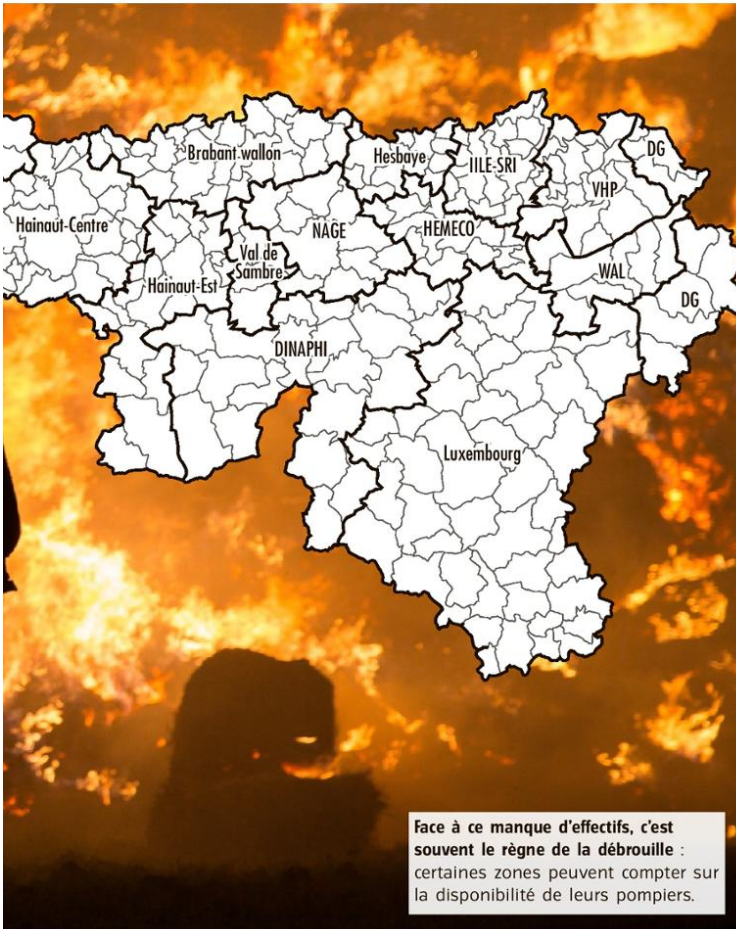 Brabant wallon
Hesbaye
IILE-SRI
DG
VHP
Hainaut-Centre
NAGE
HEMECO
Val de
Sambre
WAL
Hainaut-Est
DG
DINAPHI
Luxembourg
Face à ce manque d'effectifs, c'est
souvent le règne de la débrouille :
certaines zones peuvent compter sur
la disponibilité de leurs pompiers.